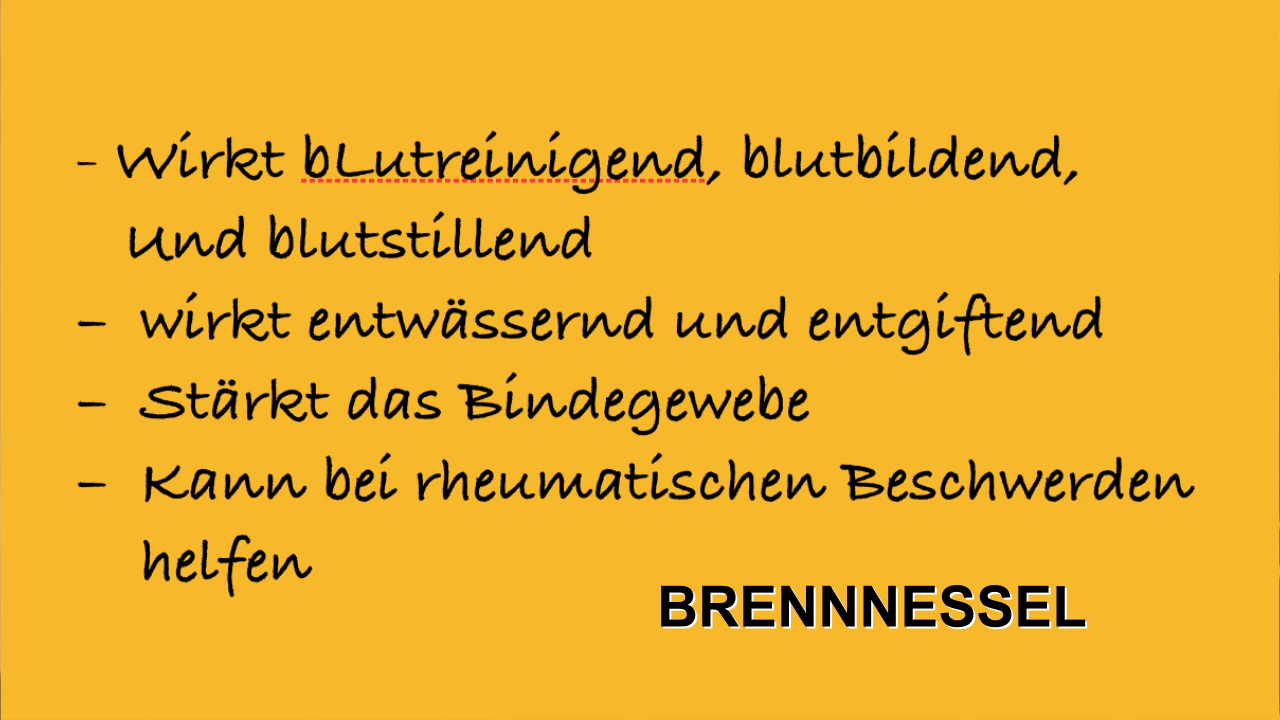 - Wirkt bLutreinigend, blutbildend,
Und blutstillend
- wirkt entwässernd und entgiftend
- Stärkt das Bindegewebe
- Kann bei rheumatischen Beschwerden
helfen
BRENNNESSEL